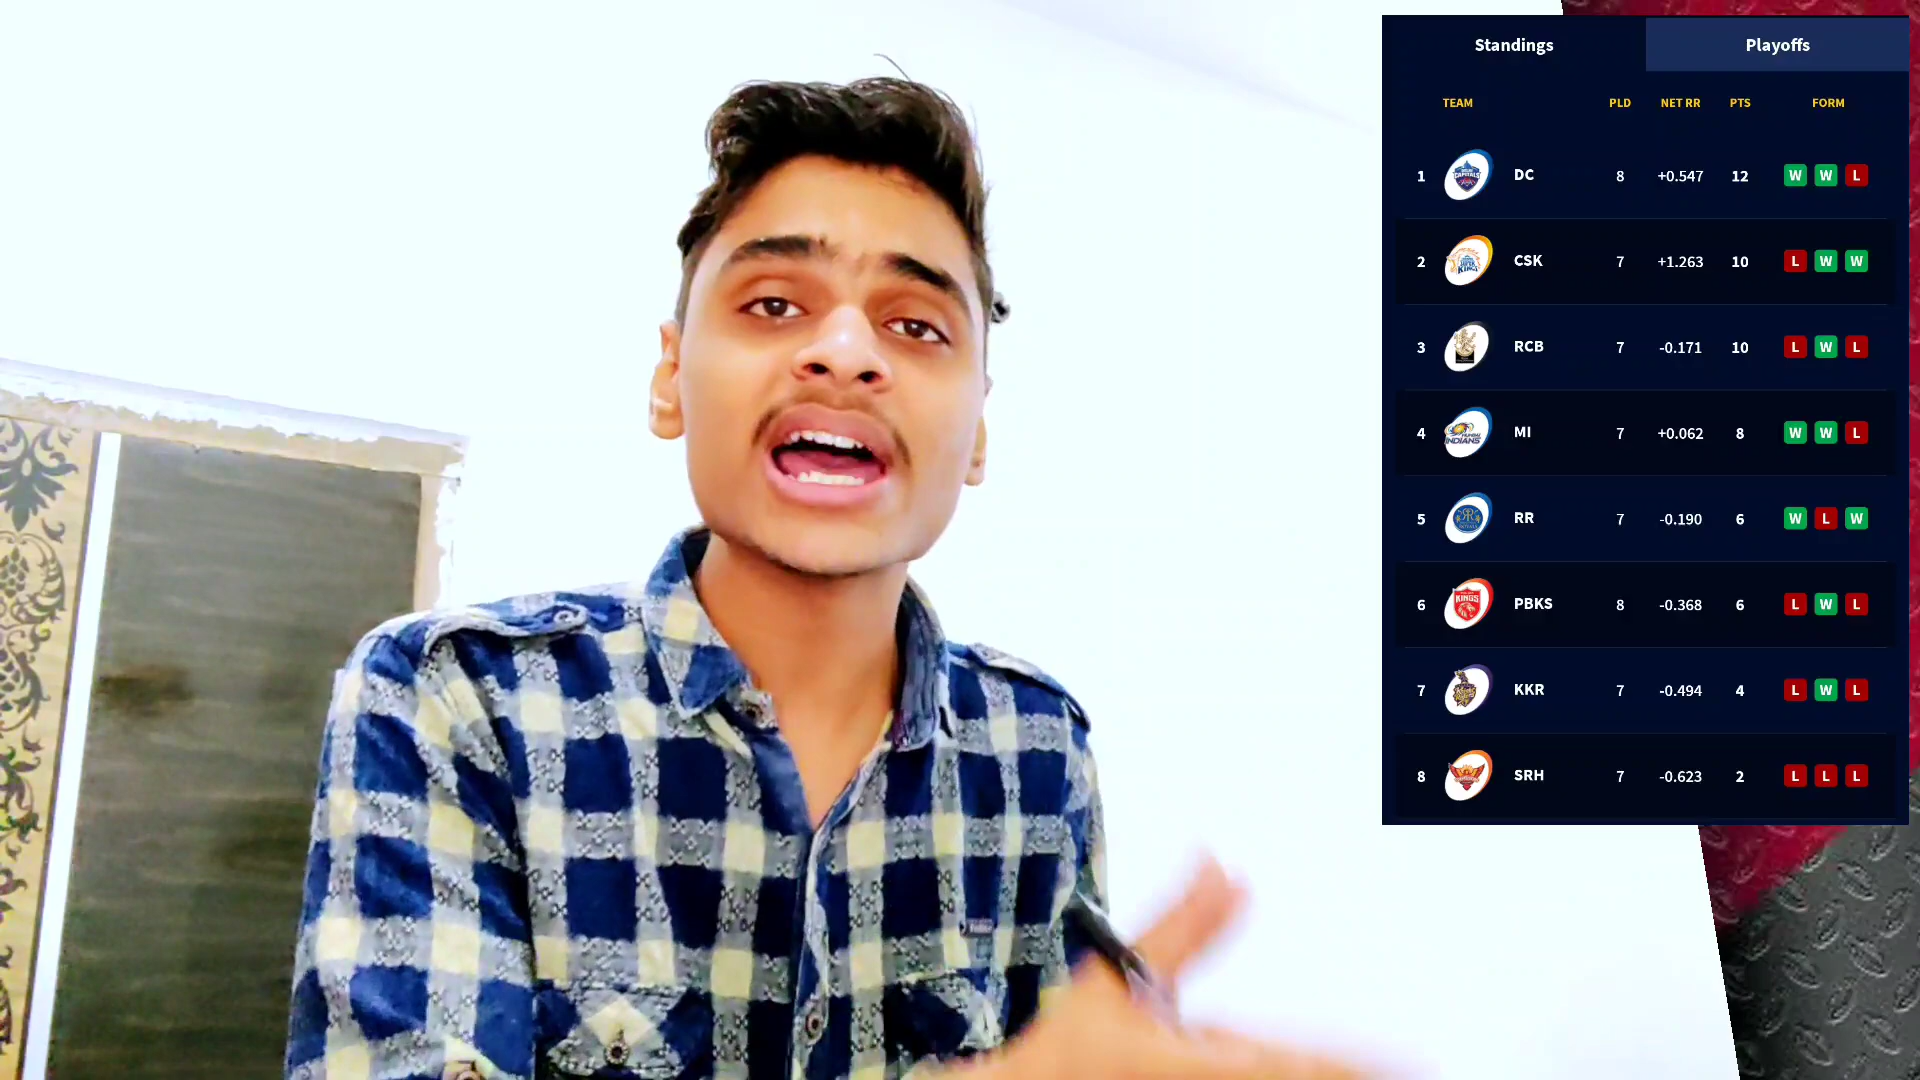 Standings Playoffs
TEAM PLD NET RR PTS FORM
1 DC 8 +0.547 12 W W L
2 CSK 7 +1.263 10 L W W
3 RCB 7 -0.171 10 L W L
4 MI 7 +0.062 8 W W L
5 RR 7 -0.190 6 W L W
6 PBKS 8 -0.368 6 L W L
7 KKR 7 -0.494 4 L W L
8 SRH 7 -0.623 2 L L L